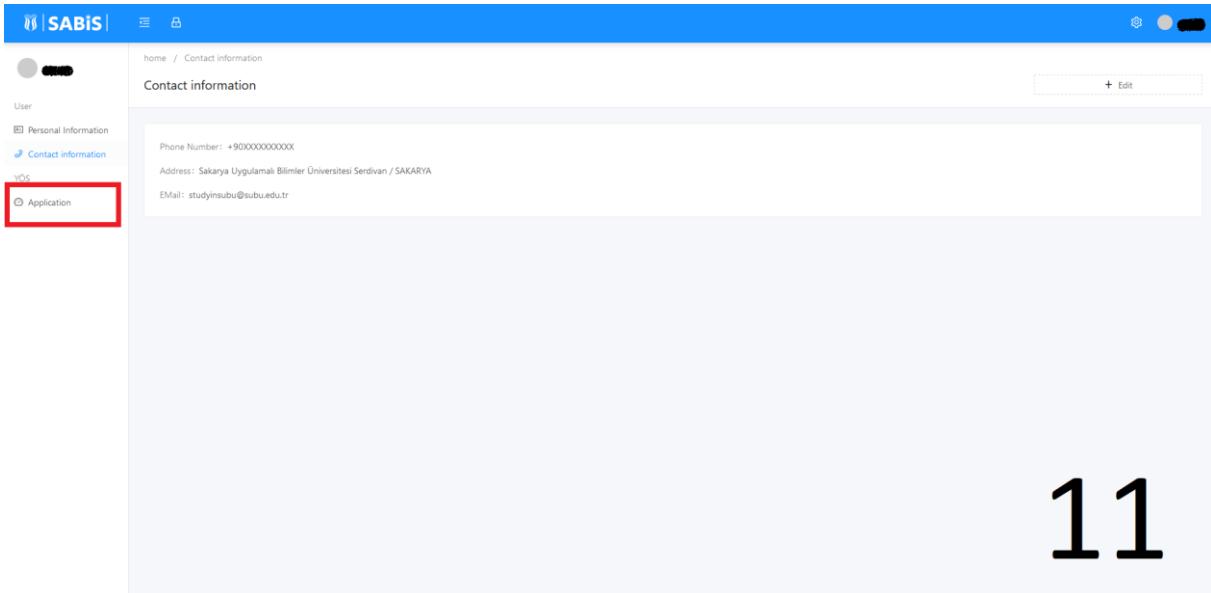 SABİS
home / Contact information
Contact information
+ Edit
User
Personal Information
Contact information
YÖS
Application
Phone Number: +90XXXXXXXXXX
Address: Sakarya Uygulamalı Bilimler Üniversitesi Serdivan / SAKARYA
EMail: studyinsubu@subu.edu.tr
11